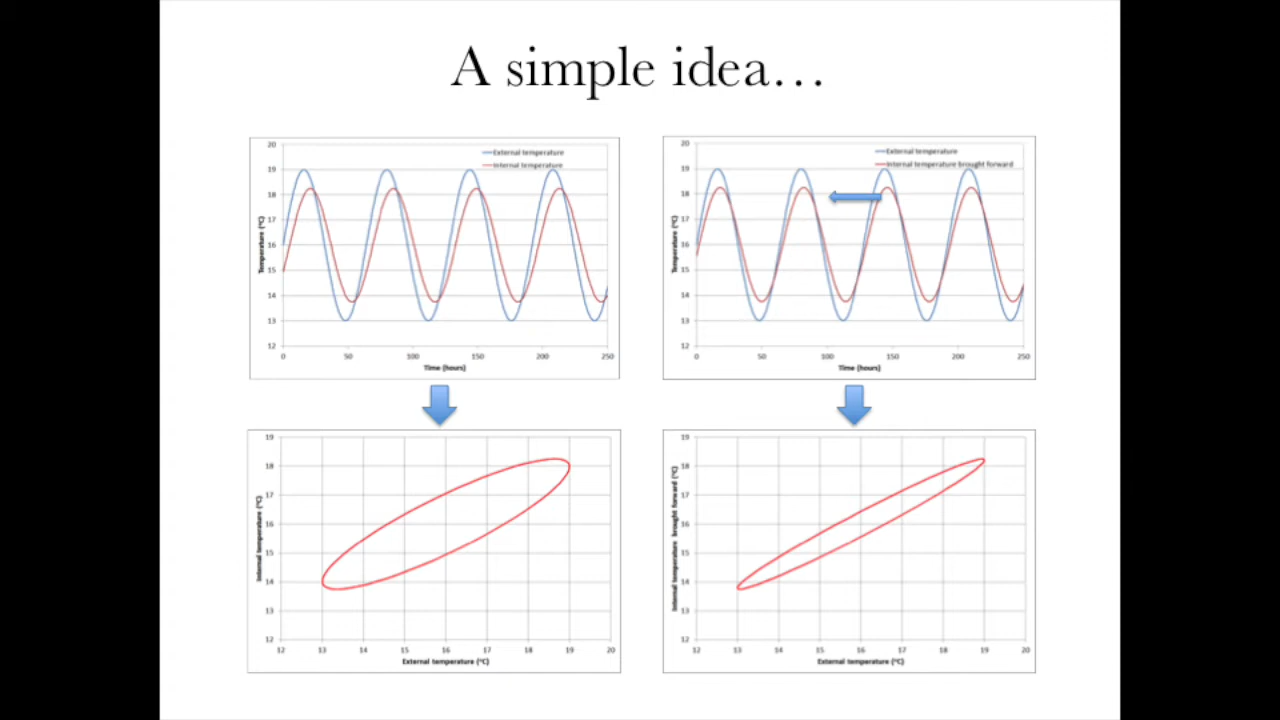 A simple idea…
External temperature
Internal temperature
20
19
18
17
16
15
14
13
12
Temperature (°C)
0 50 100 150 200 250
Time (hours)
External temperature
Internal temperature brought forward
20
19
18
17
16
15
14
13
12
Temperature (°C)
0 50 100 150 200 250
Time (hours)
19
18
17
16
15
14
13
12
Internal temperature (°C)
12 13 14 15 16 17 18 19 20
External temperature (°C)
19
18
17
16
15
14
13
12
Internal temperature brought forward (°C)
12 13 14 15 16 17 18 19 20
External temperature (°C)